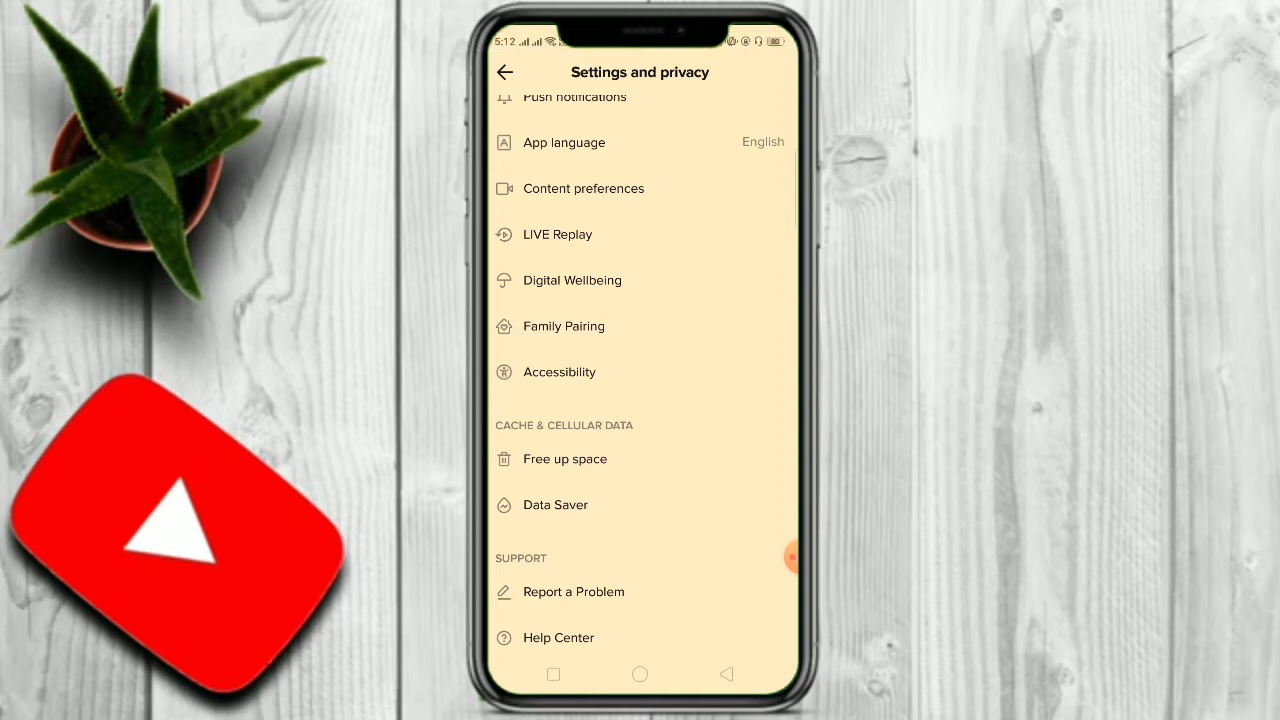 5:12
80
Settings and privacy
Push notifications
App language English
Content preferences
LIVE Replay
Digital Wellbeing
Family Pairing
Accessibility
CACHE & CELLULAR DATA
Free up space
Data Saver
SUPPORT
Report a Problem
Help Center